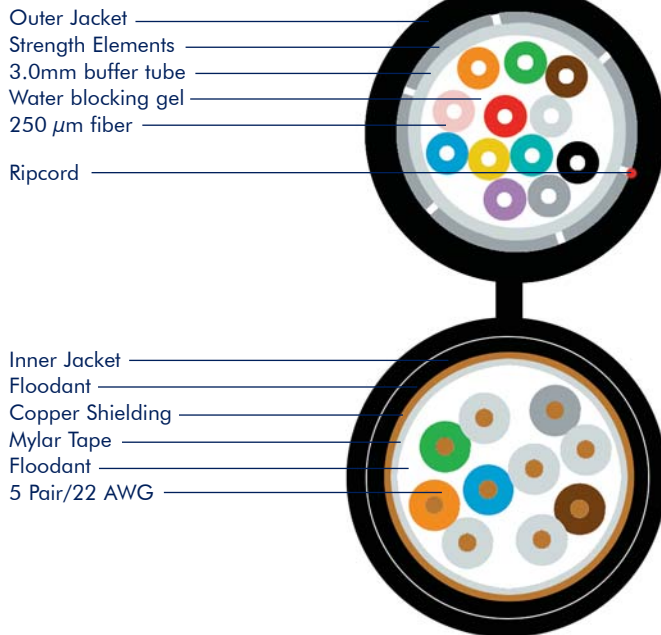 Outer Jacket
Strength Elements
3.0mm buffer tube
Water blocking gel
250 µm fiber
Ripcord
Inner Jacket
Floodant
Copper Shielding
Mylar Tape
Floodant
5 Pair/22 AWG